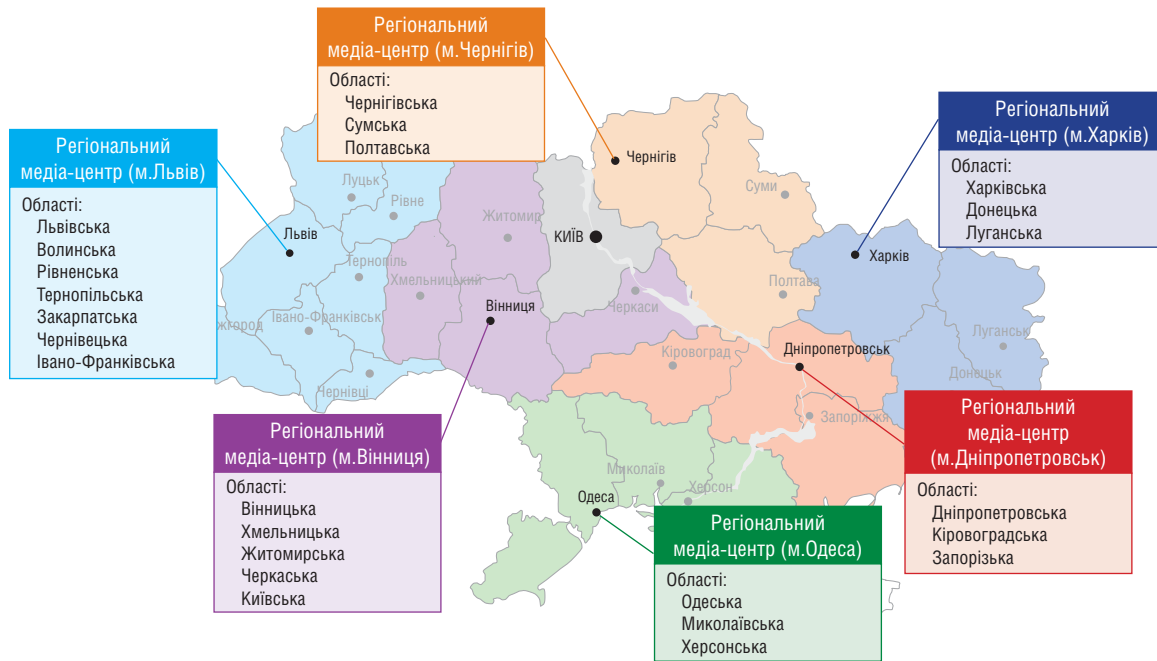 Регіональний
медіа-центр (м.Чернігів)
Області:
Чернігівська
Сумська
Полтавська
Регіональний
медіа-центр (м.Харків)
Області:
Харківська
Донецька
Луганська
Регіональний
медіа-центр (м.Львів)
Області:
Львівська
Волинська
Рівненська
Тернопільська
Закарпатська
Чернівецька
Івано-Франківська
Чернігів
Луцьк
Суми
Рівне
Житомир
Львів
КИЇВ
Харків
Тернопіль
Хмельницький
Полтава
Вінниця
Черкаси
жгород
Івано-Франківськ
Луганськ
Кіровоград
Дніпропетровськ
Донецьк
Чернівці
Запоріжжя
Миколаїв
Херсон
Одеса
Регіональний
медіа-центр (м.Вінниця)
Області:
Вінницька
Хмельницька
Житомирська
Черкаська
Київська
Регіональний
медіа-центр
(м.Дніпропетровськ)
Області:
Дніпропетровська
Кіровоградська
Запорізька
Регіональний
медіа-центр (м.Одеса)
Області:
Одеська
Миколаївська
Херсонська